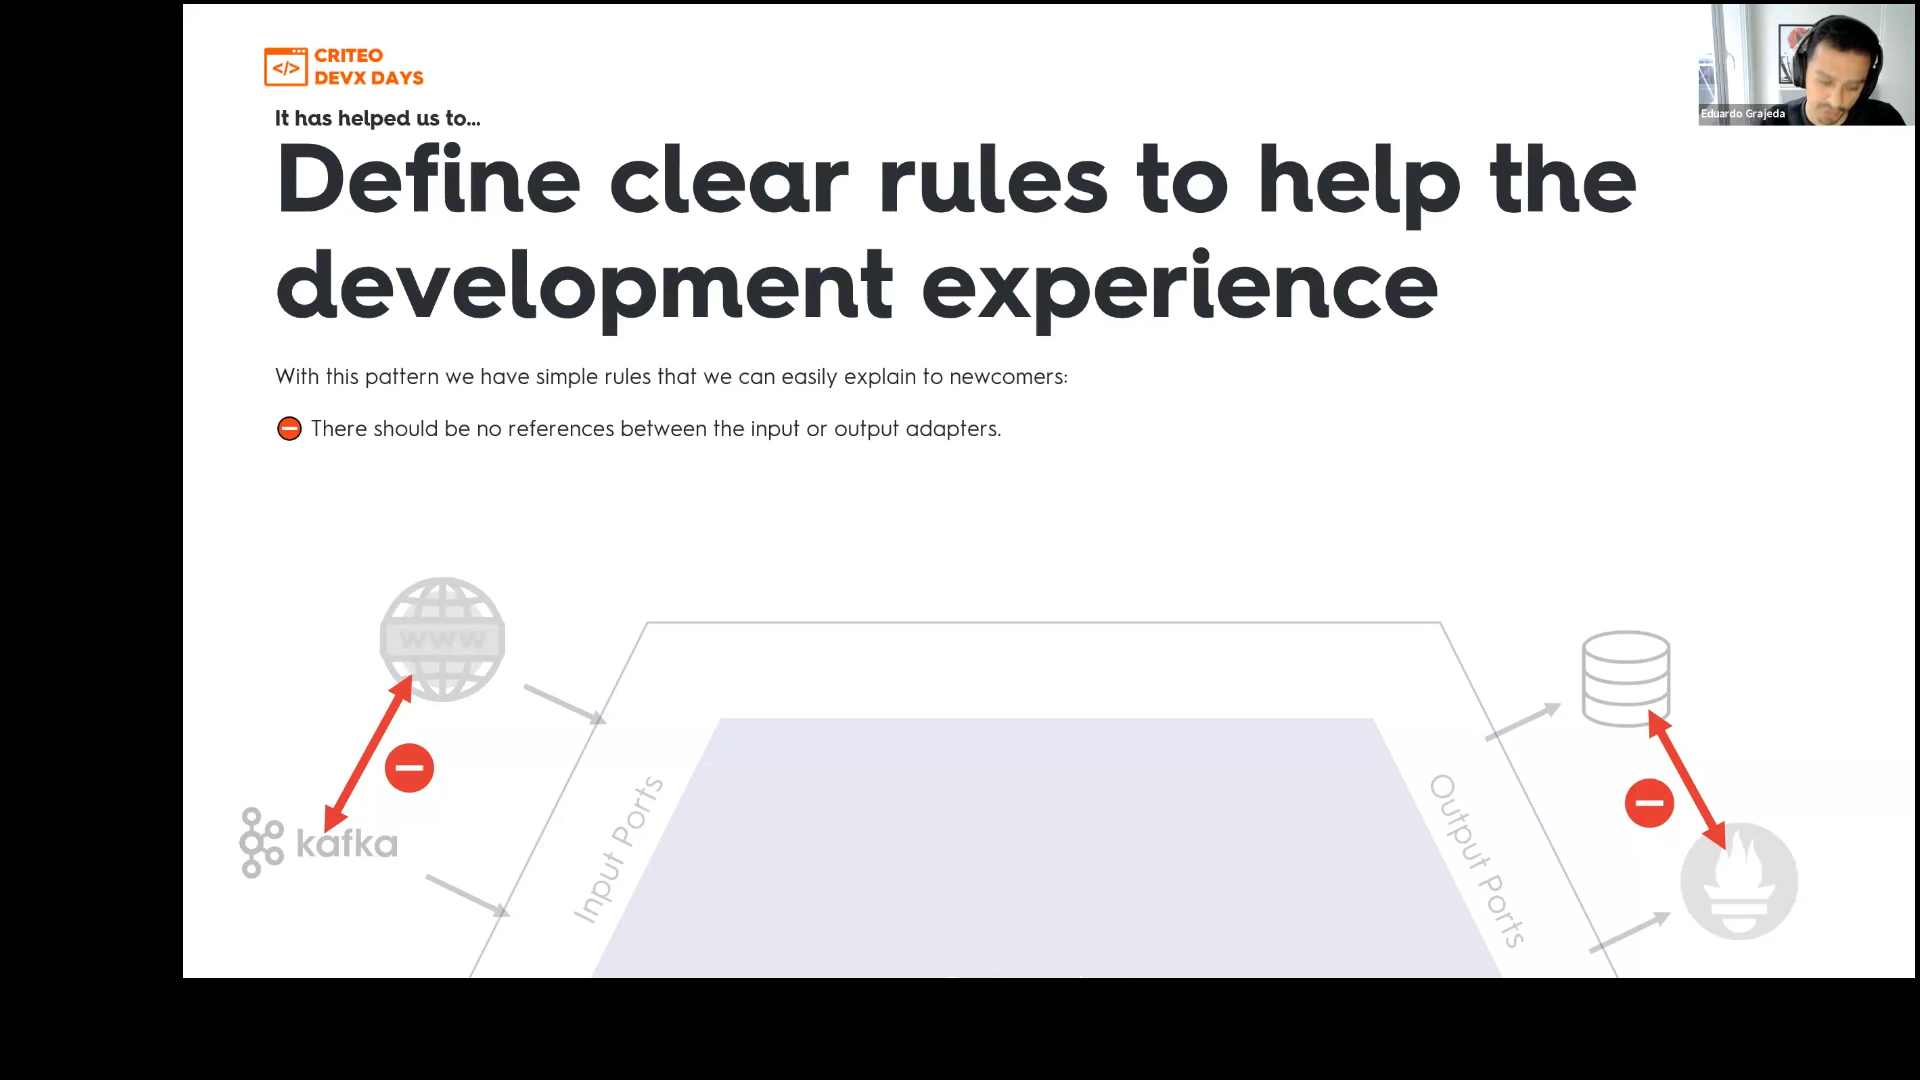 CRITEO
DEVX DAYS
Eduardo Grajeda
It has helped us to...
Define clear rules to help the
development experience
With this pattern we have simple rules that we can easily explain to newcomers:
There should be no references between the input or output adapters.
www
kafka
Input Ports
Output Ports